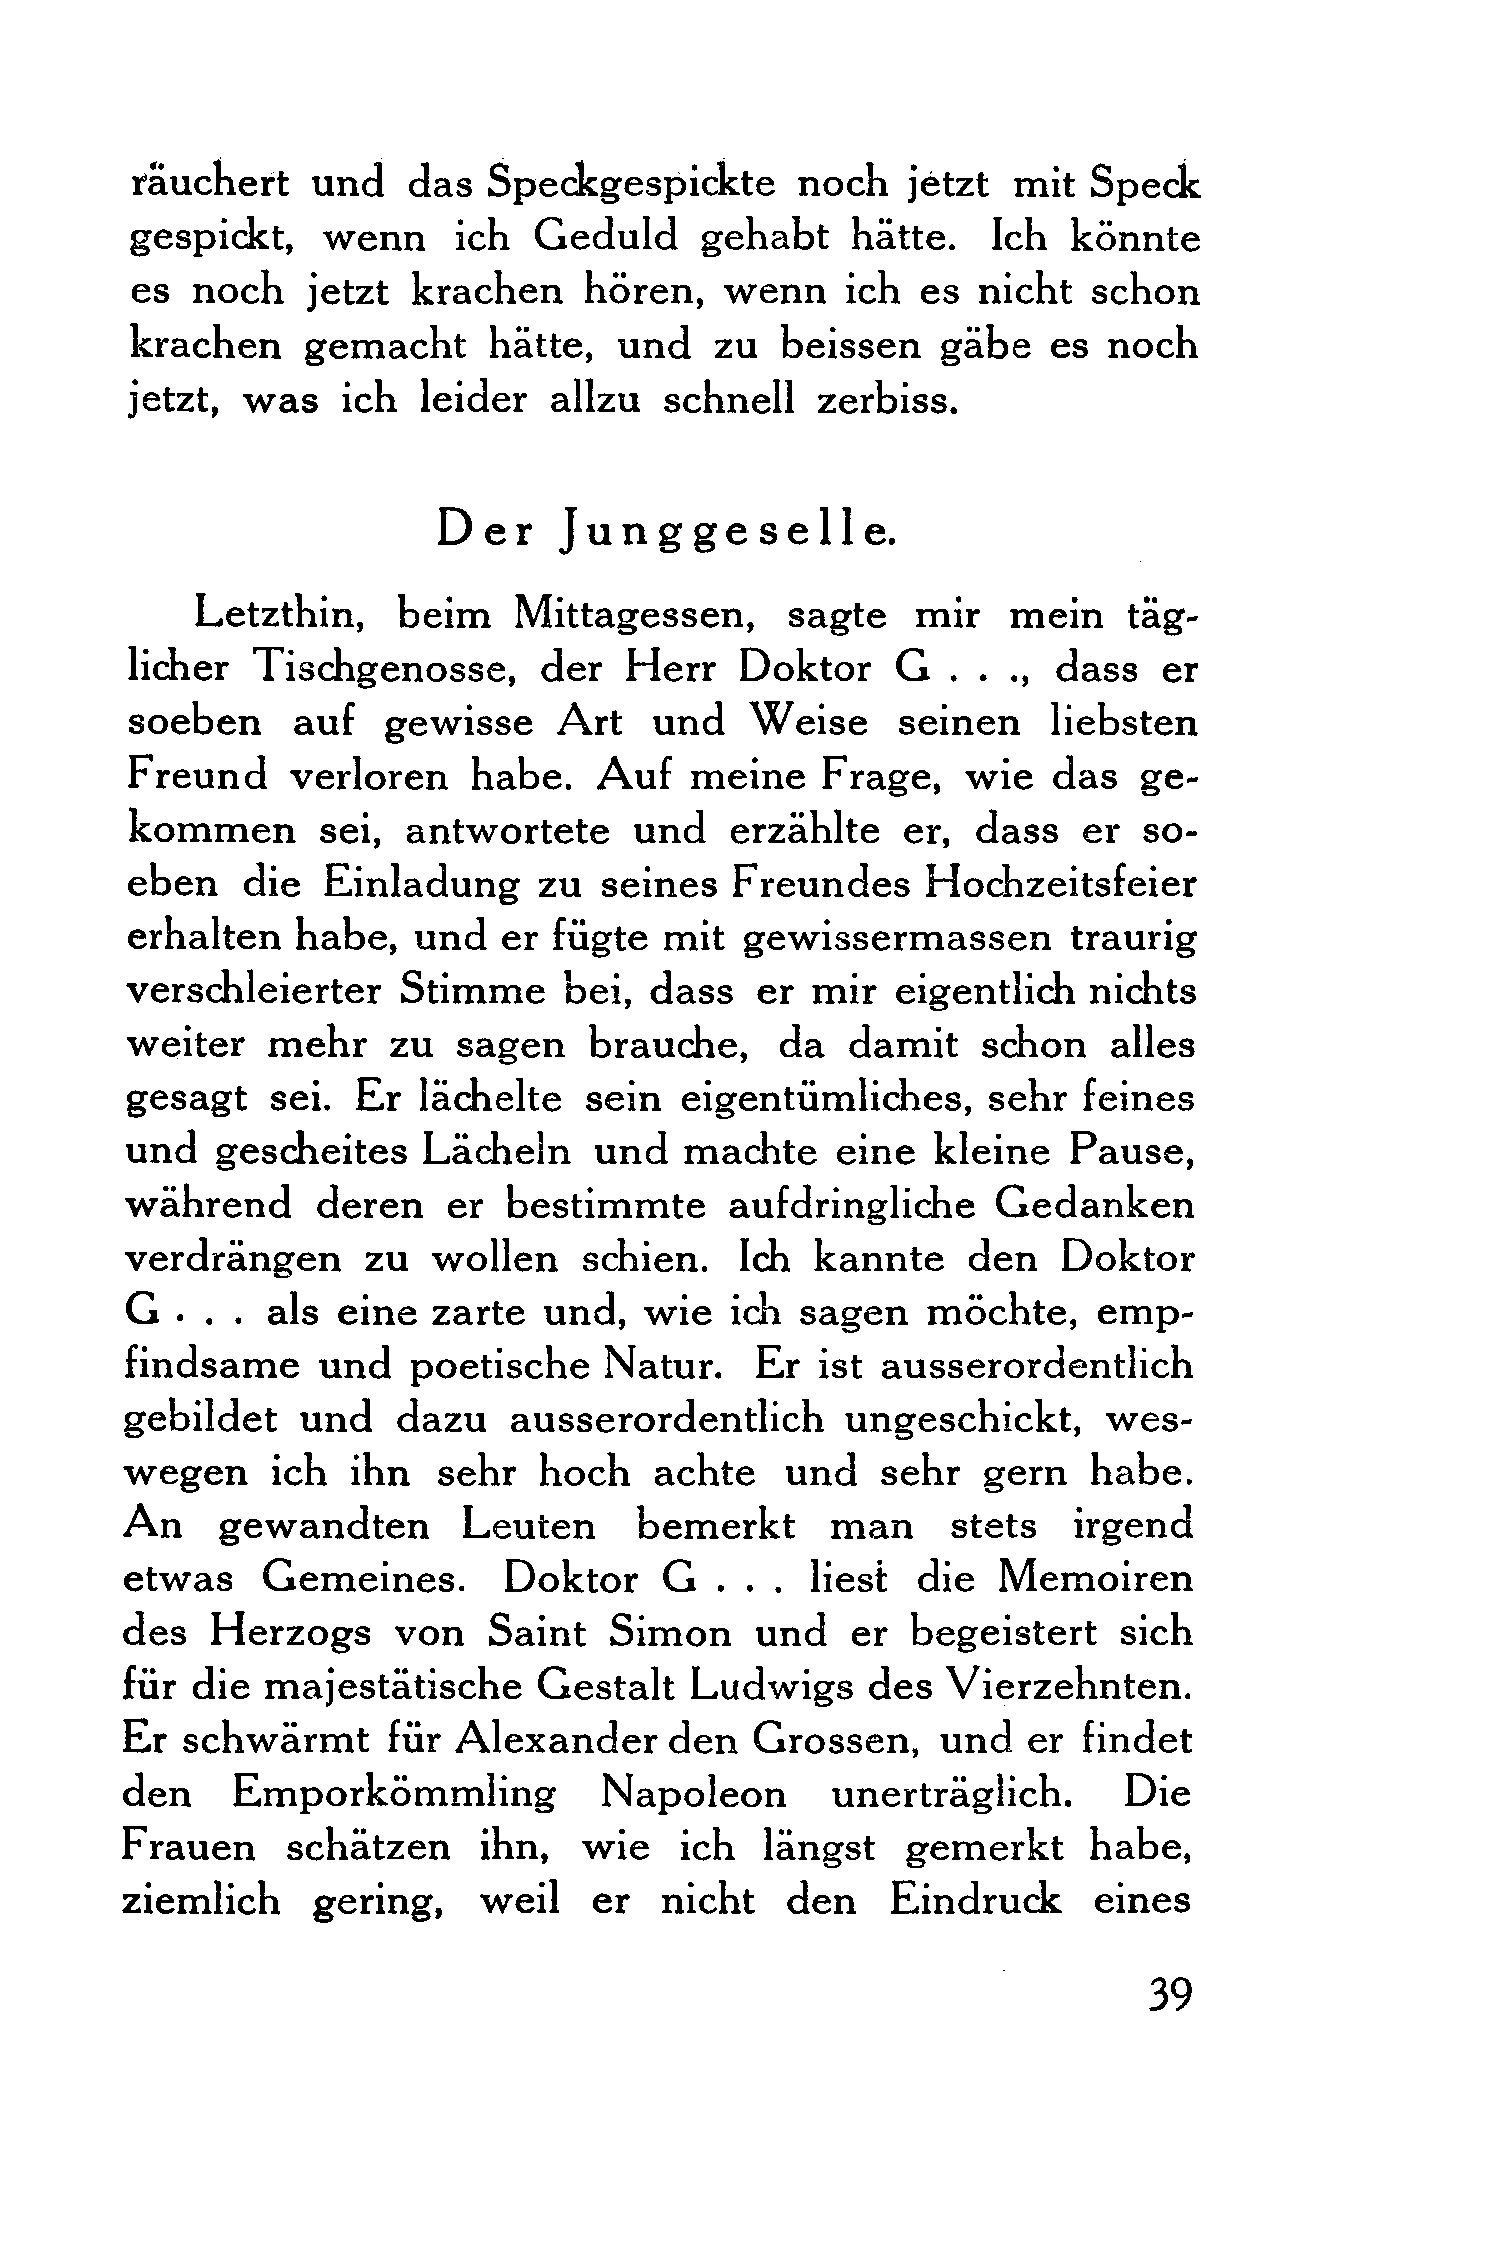 räuchert und das Speckgespickte noch jetzt mit Speck
gespickt, wenn ich Geduld gehabt hätte. Ich könnte
es noch jetzt krachen hören, wenn ich es nicht schon
krachen gemacht hätte, und zu beissen gäbe es noch
jetzt, was ich leider allzu schnell zerbiss.
Der Junggeselle.
Letzthin, beim Mittagessen, sagte mir mein täg-
licher Tischgenosse, der Herr Doktor G . . ., dass er
soeben auf gewisse Art und Weise seinen liebsten
Freund verloren habe. Auf meine Frage, wie das ge-
kommen sei, antwortete und erzählte er, dass er so-
eben die Einladung zu seines Freundes Hochzeitsfeier
erhalten habe, und er fügte mit gewissermassen traurig
verschleierter Stimme bei, dass er mir eigentlich nichts
weiter mehr zu sagen brauche, da damit schon alles
gesagt sei. Er lächelte sein eigentümliches, sehr feines
und gescheites Lächeln und machte eine kleine Pause,
während deren er bestimmte aufdringliche Gedanken
verdrängen zu wollen schien. Ich kannte den Doktor
G . . . als eine zarte und, wie ich sagen möchte, emp-
findsame und poetische Natur. Er ist ausserordentlich
gebildet und dazu ausserordentlich ungeschickt, wes-
wegen ich ihn sehr hoch achte und sehr gern habe.
An gewandten Leuten bemerkt man stets irgend
etwas Gemeines. Doktor G . . . liest die Memoiren
des Herzogs von Saint Simon und er begeistert sich
für die majestätische Gestalt Ludwigs des Vierzehnten.
Er schwärmt für Alexander den Grossen, und er findet
den Emporkömmling Napoleon unerträglich. Die
Frauen schätzen ihn, wie ich längst gemerkt habe,
ziemlich gering, weil er nicht den Eindruck eines
39